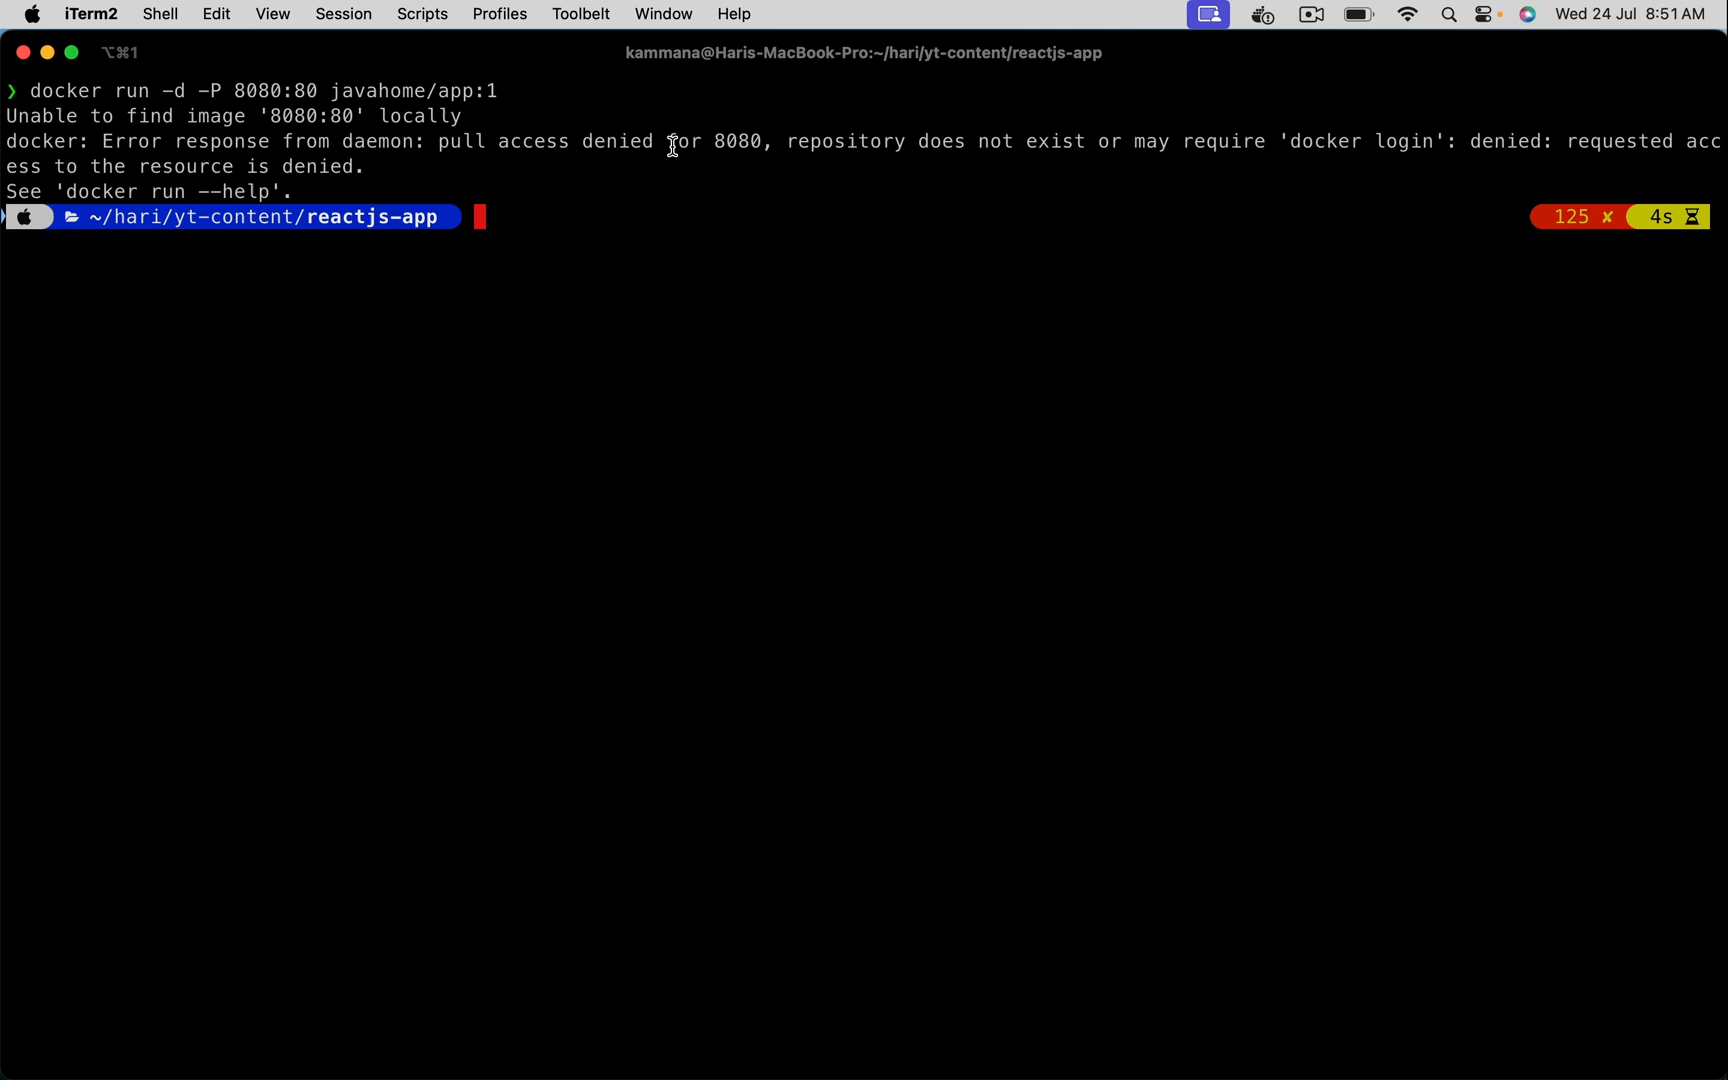 iTerm2 Shell Edit View Session Scripts Profiles Toolbelt Window Help Wed 24 Jul 8:51 AM
⌥⌘1 kammana@Haris-MacBook-Pro:~/hari/yt-content/reactjs-app
❯ docker run -d -P 8080:80 javahome/app:1
Unable to find image '8080:80' locally
docker: Error response from daemon: pull access denied for 8080, repository does not exist or may require 'docker login': denied: requested acc
ess to the resource is denied.
See 'docker run --help'.
~/hari/yt-content/reactjs-app 125 ✘ 4s